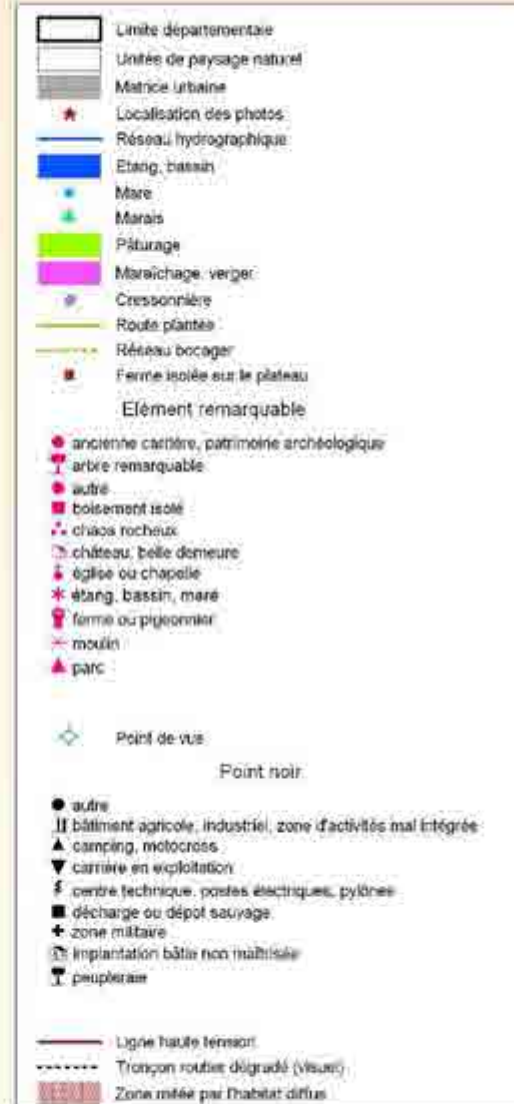 Limite départementale
Unités de paysage naturel
Matrice urbaine
Localisation des photos
Réseau hydrographique
Etang, bassin
Mare
Marais
Pâturage
Maraîchage, verger
Cressonnière
Route plantée
Réseau bocager
Ferme isolée sur le plateau
Elément remarquable
ancienne carrière, patrimoine archéologique
arbre remarquable
autre
boisement isolé
chaos rocheux
château, belle demeure
église ou chapelle
étang, bassin, mare
ferme ou pigeonnier
moulin
parc
Point de vue
Point noir
autre
bâtiment agricole, industriel, zone d'activités mal intégrée
camping, motocross
carrière en exploitation
centre technique, postes électriques, pylônes
décharge ou dépot sauvage
zone militaire
implantation bâtie non maîtrisée
peupleraie
Ligne haute tension
Tronçon routier dégradé (visuel)
Zone mitée par l'habitat diffus